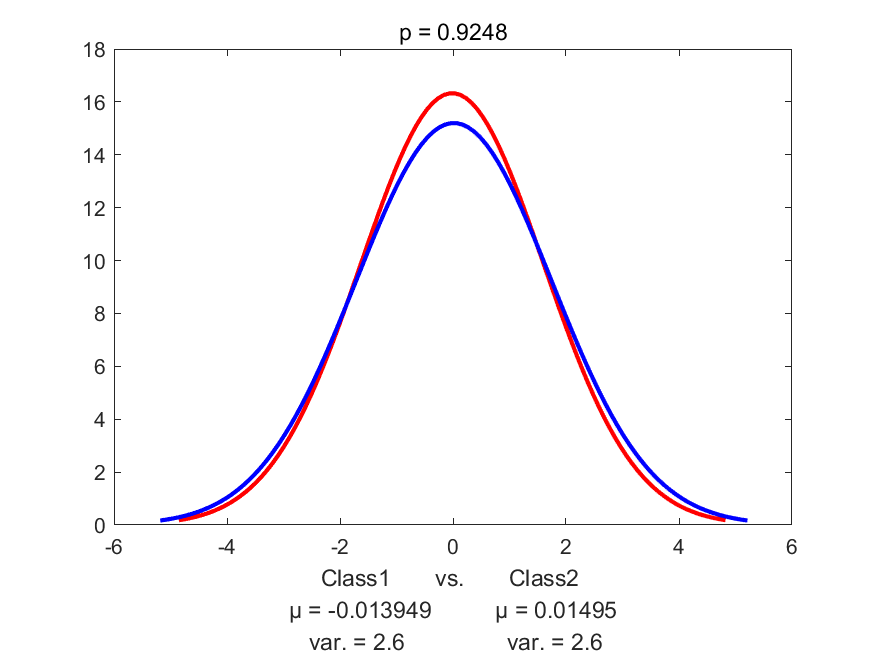 p = 0.9248
18
16
14
12
10
8
6
4
2
0
-6 -4 -2 0 2 4 6
Class1 vs. Class2
μ = -0.013949 μ = 0.01495
var. = 2.6 var. = 2.6